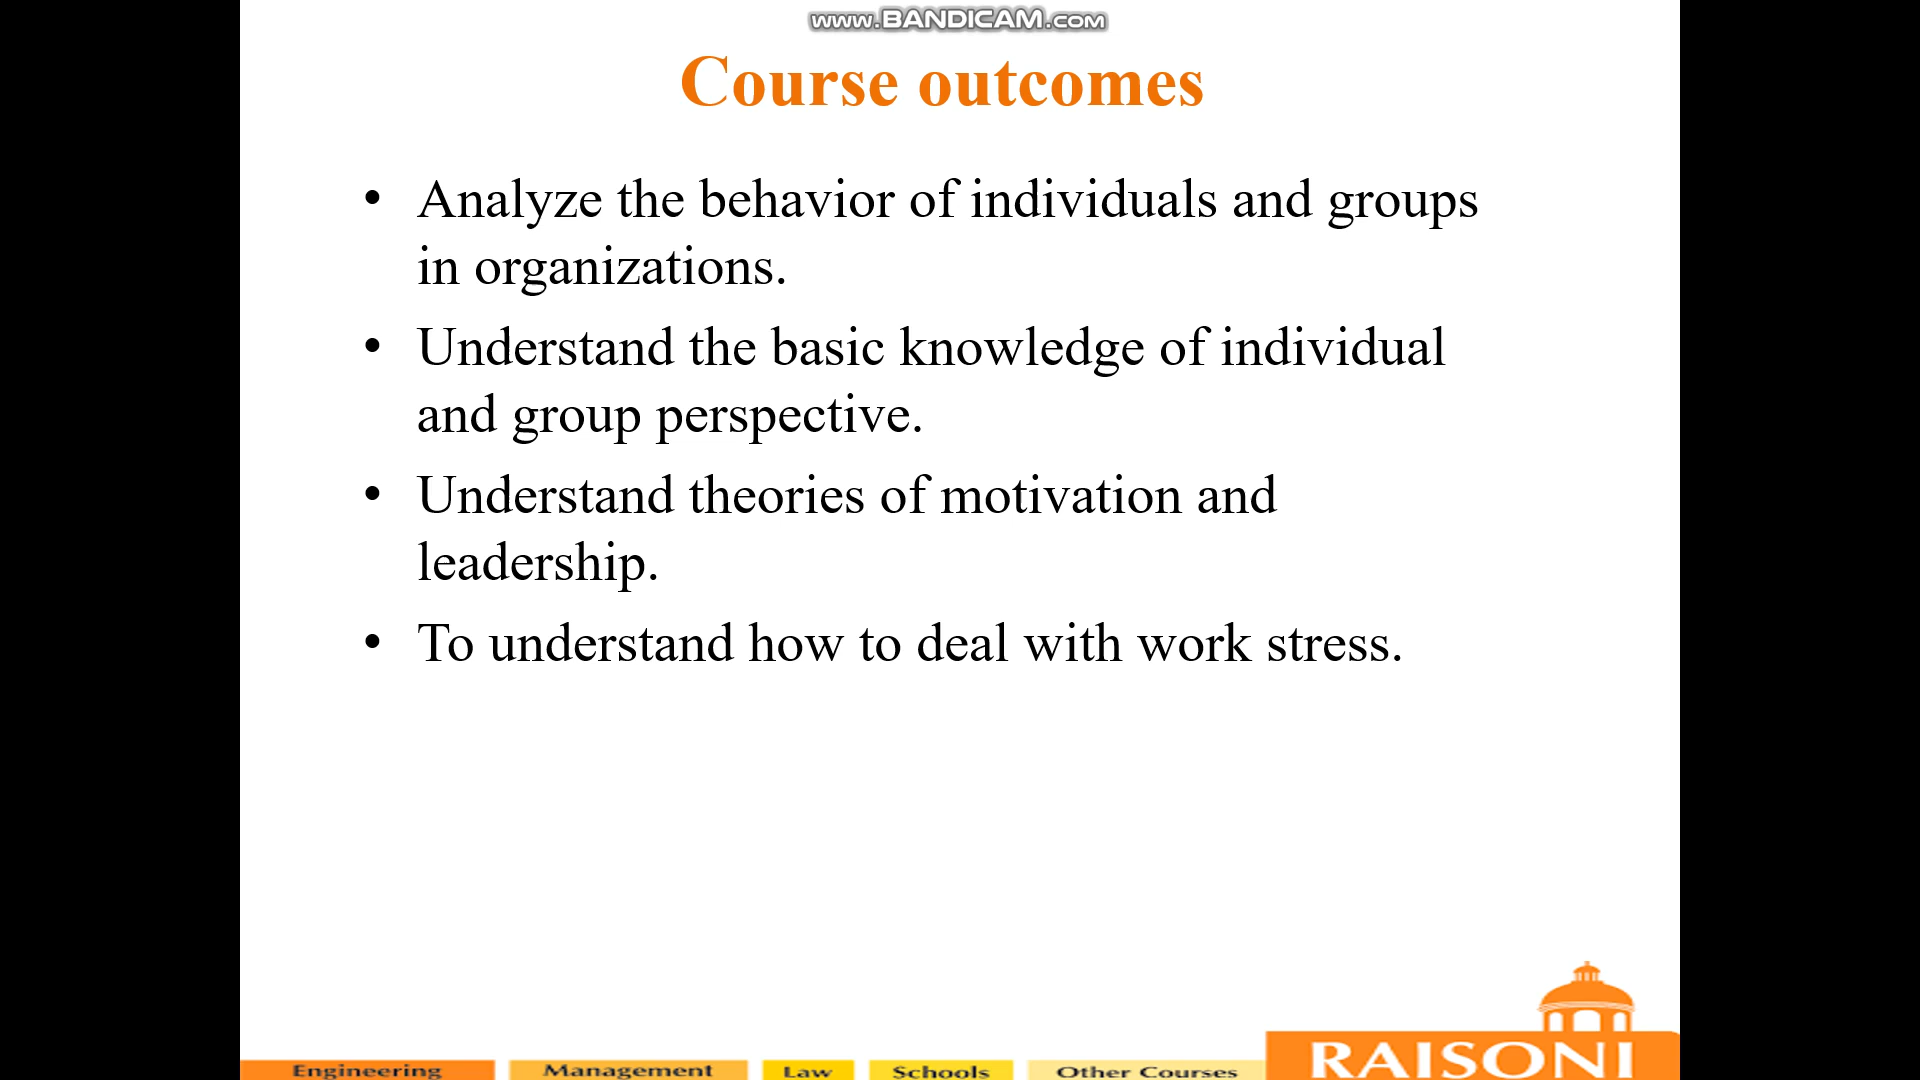 www.BANDICAM.com
Course outcomes
• Analyze the behavior of individuals and groups
in organizations.
• Understand the basic knowledge of individual
and group perspective.
• Understand theories of motivation and
leadership.
• To understand how to deal with work stress.
Engineering Management Law Schools Other Courses RAISONI